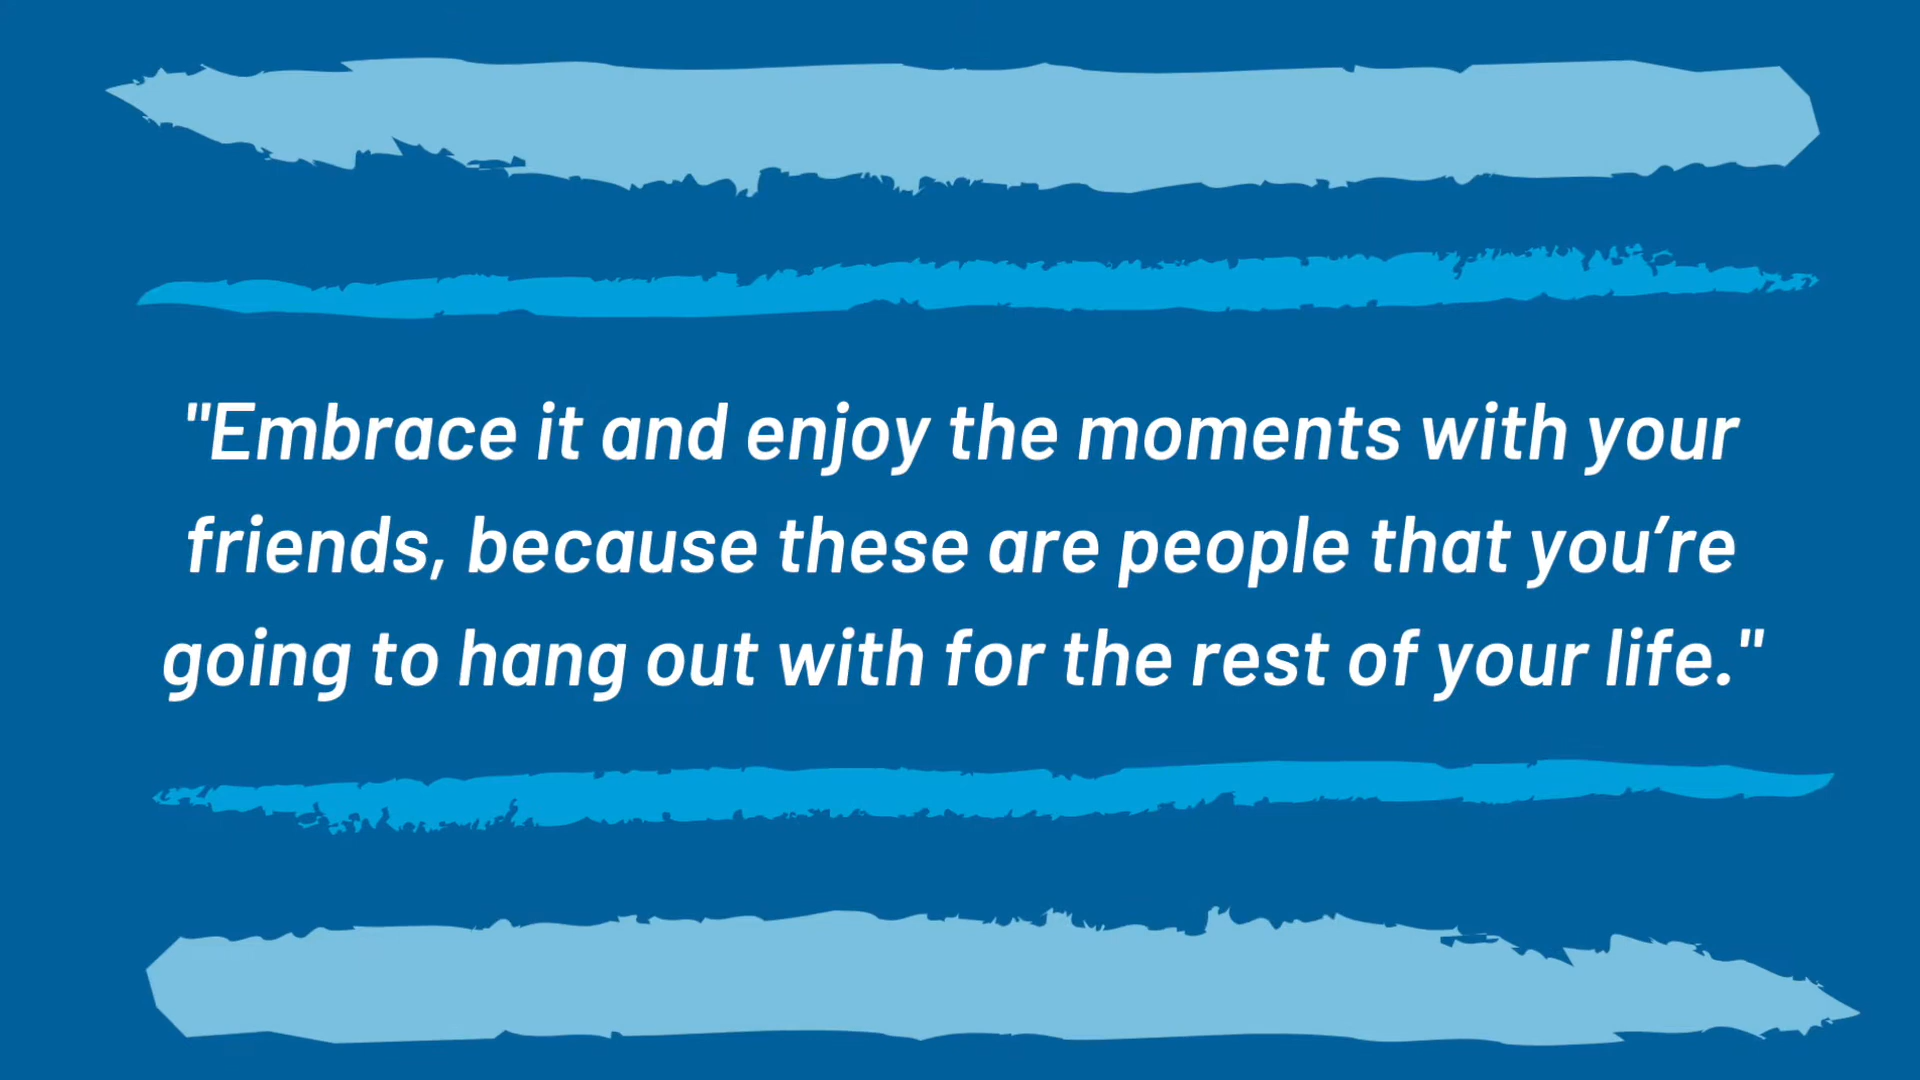 "Embrace it and enjoy the moments with your
friends, because these are people that you’re
going to hang out with for the rest of your life."